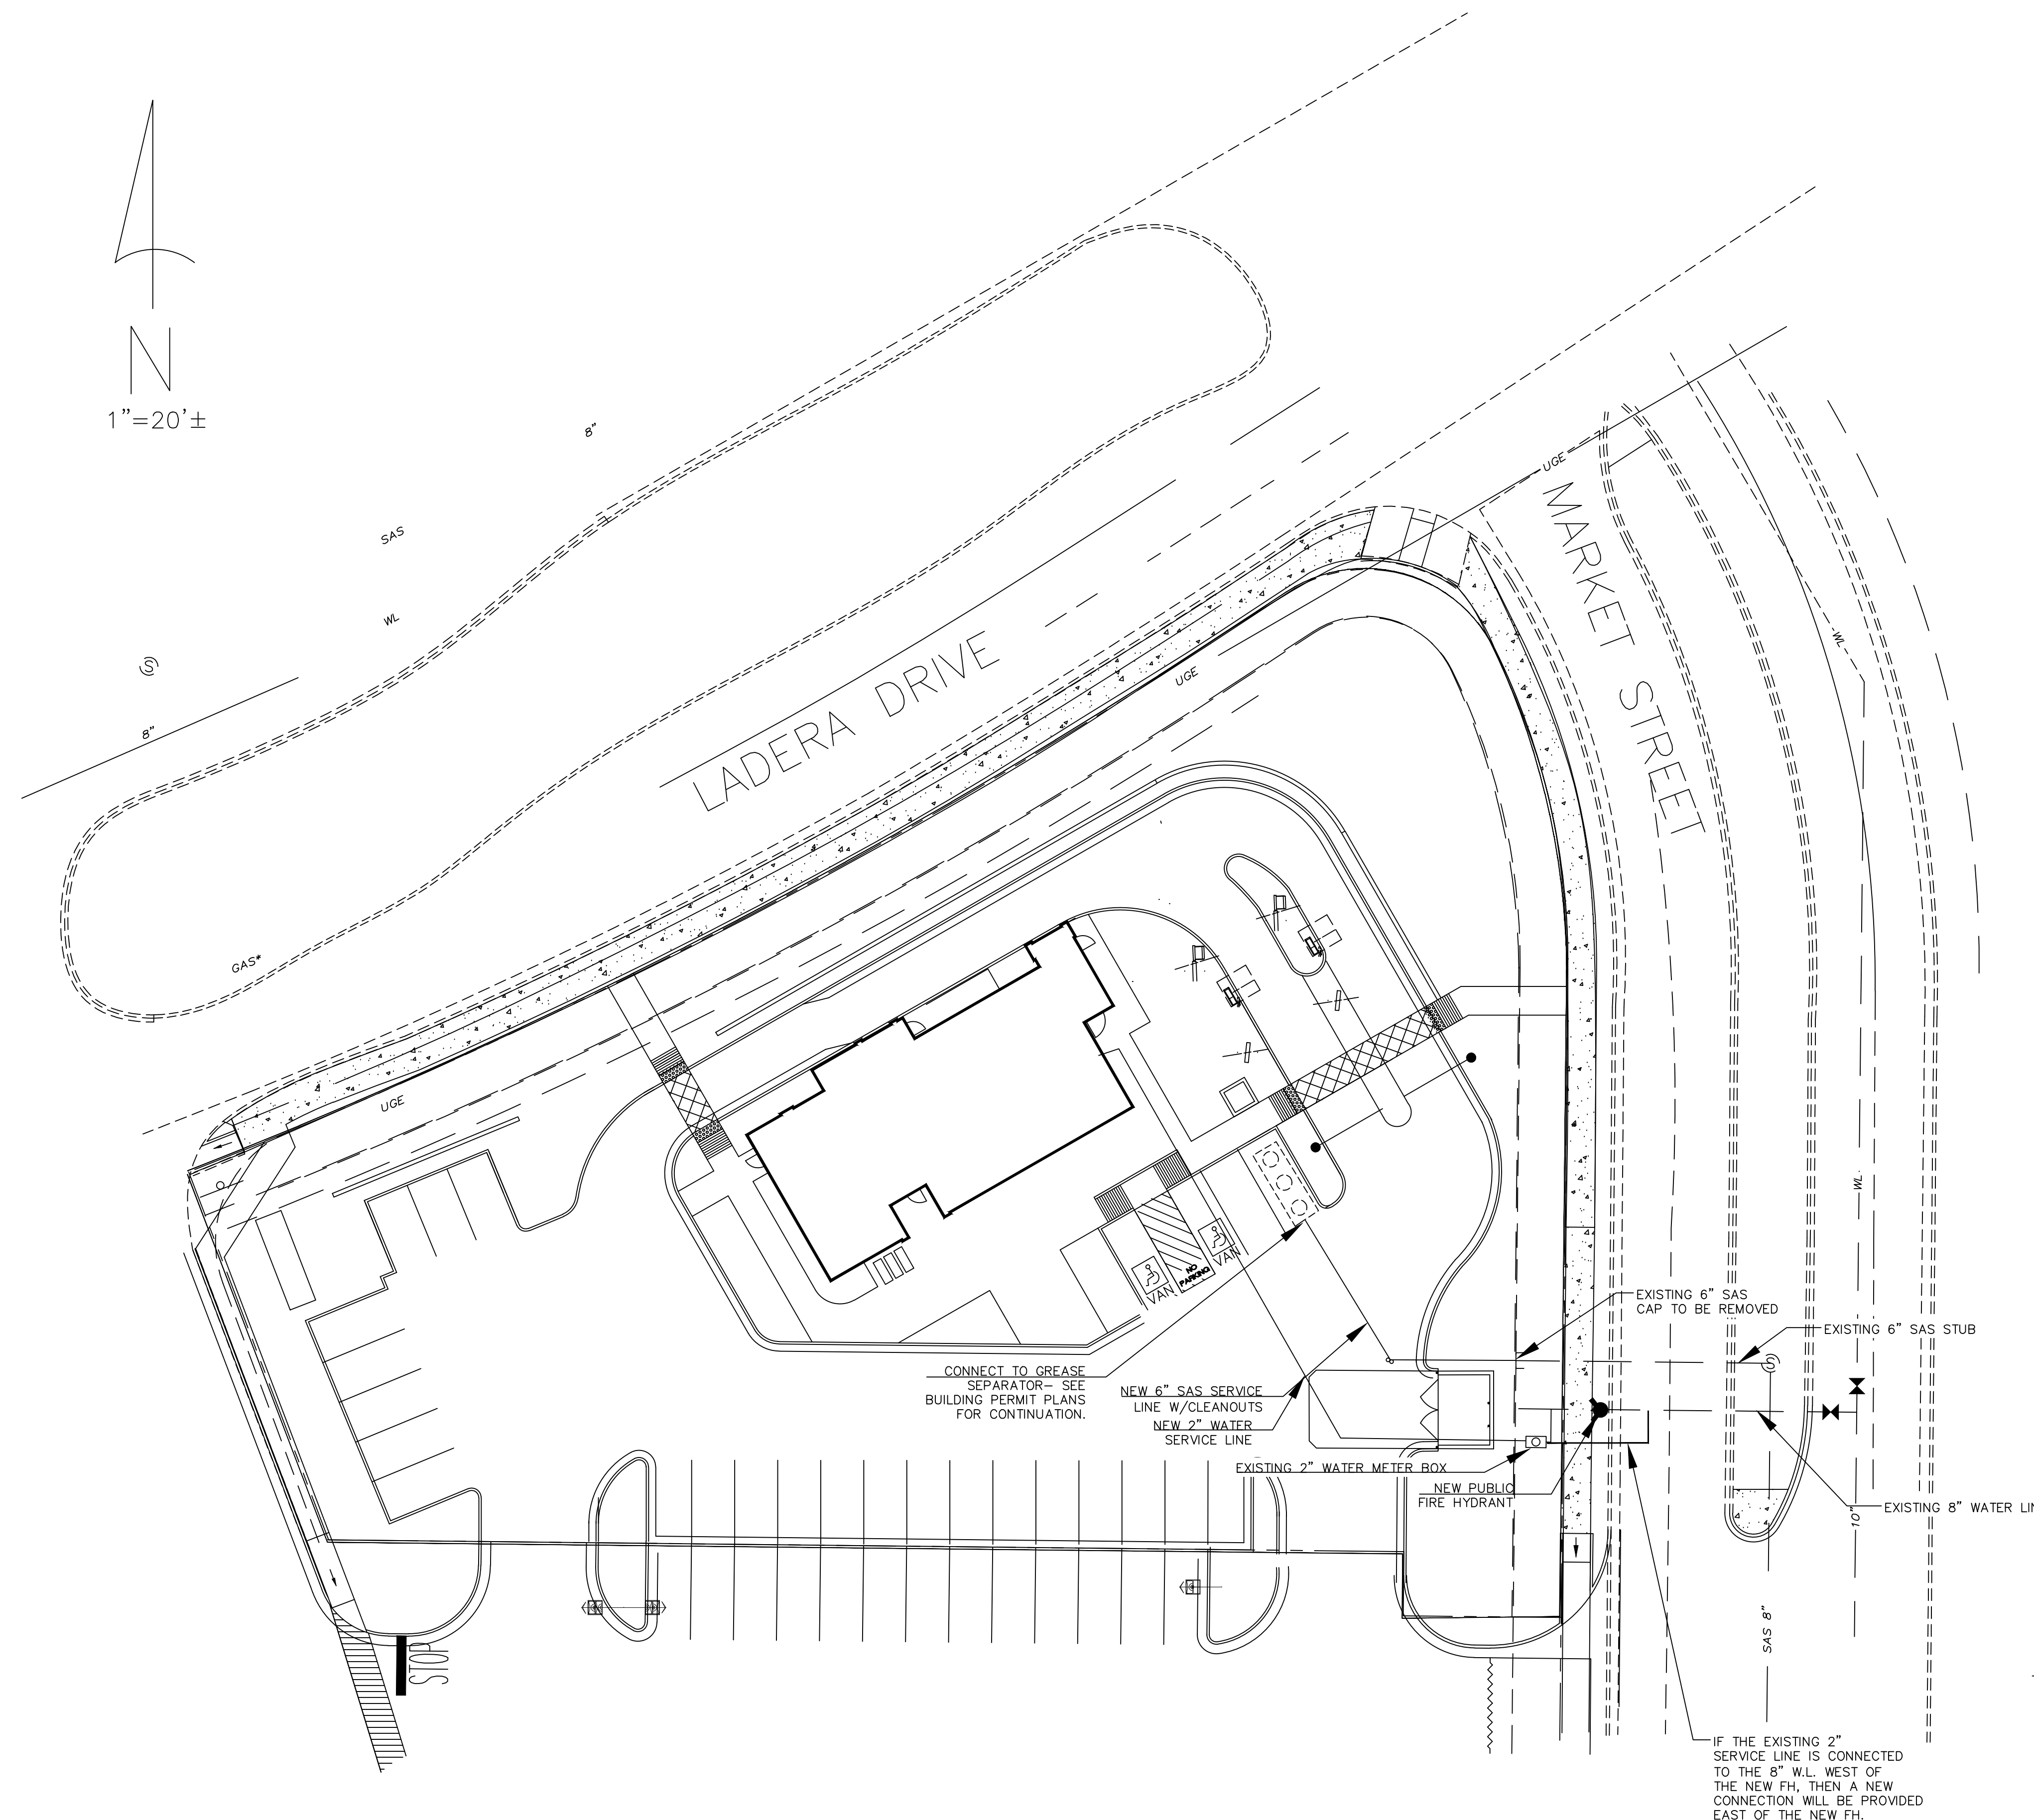 N
1"=20'±
8"
SAS
WL
S
8"
GAS*
LADERA DRIVE
UGE
MARKET STREET
WL
UGE
UGE
WL
VAN
NO
PARKING
VAN
EXISTING 6" SAS
CAP TO BE REMOVED
EXISTING 6" SAS STUB
S
CONNECT TO GREASE
SEPARATOR– SEE
BUILDING PERMIT PLANS
FOR CONTINUATION.
NEW 6" SAS SERVICE
LINE W/CLEANOUTS
NEW 2" WATER
SERVICE LINE
EXISTING 2" WATER METER BOX
NEW PUBLIC
FIRE HYDRANT
EXISTING 8" WATER
10"
SAS 8"
STOP
IF THE EXISTING 2"
SERVICE LINE IS CONNECTED
TO THE 8" W.L. WEST OF
THE NEW FH, THEN A NEW
CONNECTION WILL BE PROVIDED
EAST OF THE NEW FH.